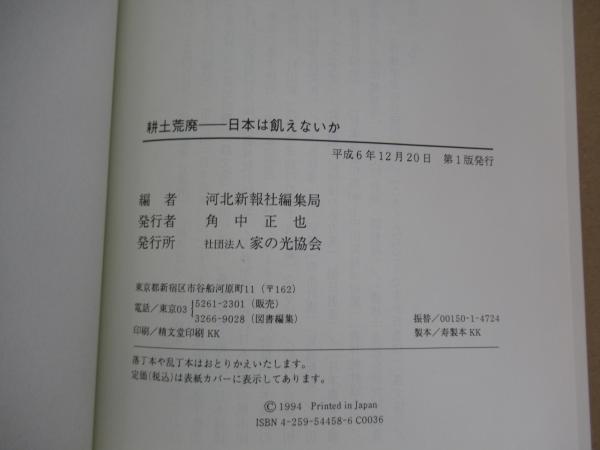 耕土荒廃——日本は飢えないか
平成6年12月20日 第1版発行
編者 河北新報社編集局
発行者 角中正也
発行所 社団法人 家の光協会
東京都新宿区市谷船河原町11(〒162)
電話/東京03{5261-2301(販売)
3266-9028(図書編集) 振替/00150-1-4724
印刷/精文堂印刷KK 製本/寿製本KK
落丁本や乱丁本はおとりかえいたします。
定価(税込)は表紙カバーに表示してあります。
©1994 Printed in Japan
ISBN 4-259-54458-6 C0036